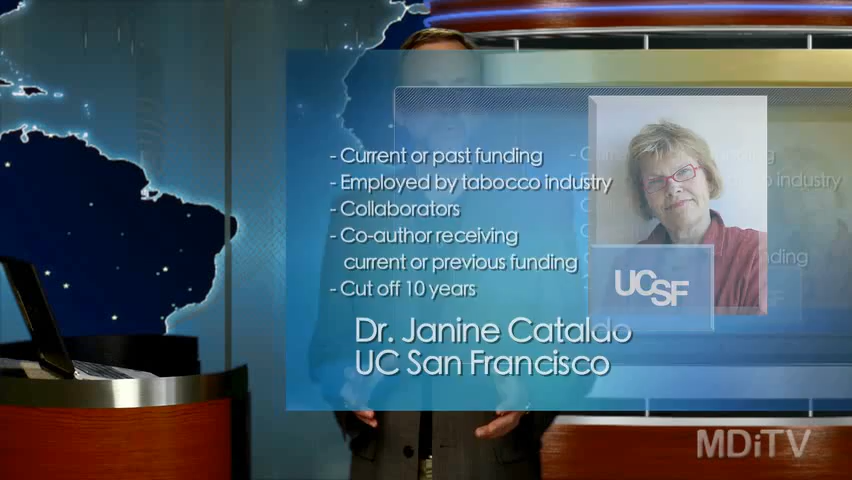 - Current or past funding
- Employed by tabocco industry
- Collaborators
- Co-author receiving
current or previous funding
- Cut off 10 years
UCSF
Dr. Janine Cataldo
UC San Francisco
MDiTV